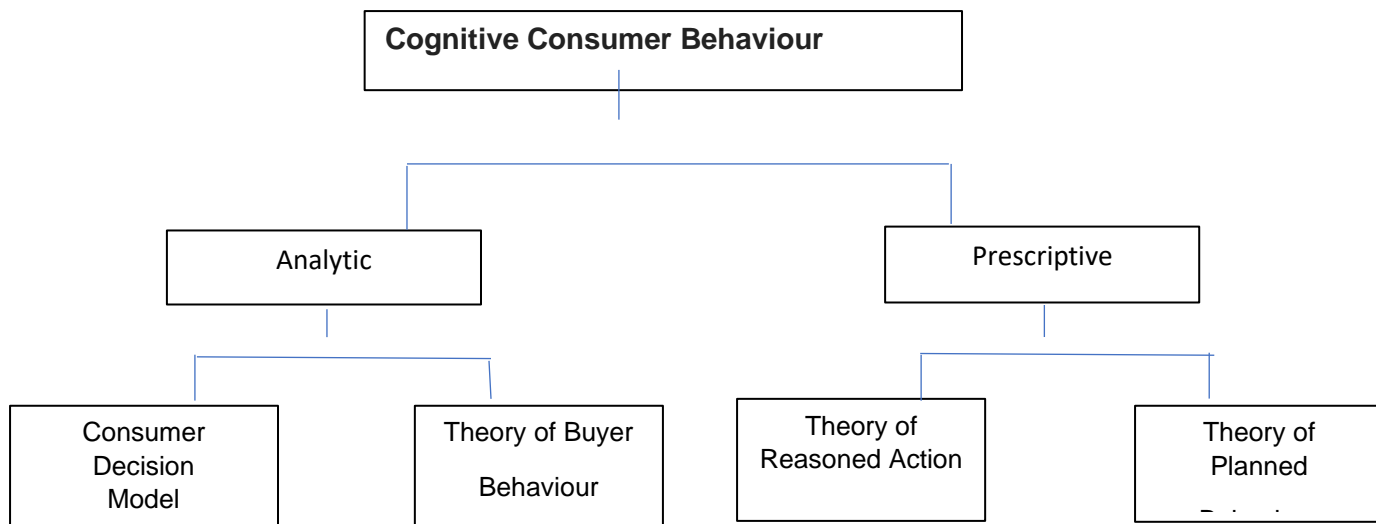 Cognitive Consumer Behaviour
Analytic
Prescriptive
Consumer
Decision
Model
Theory of Buyer
Behaviour
Theory of
Reasoned Action
Theory of
Planned